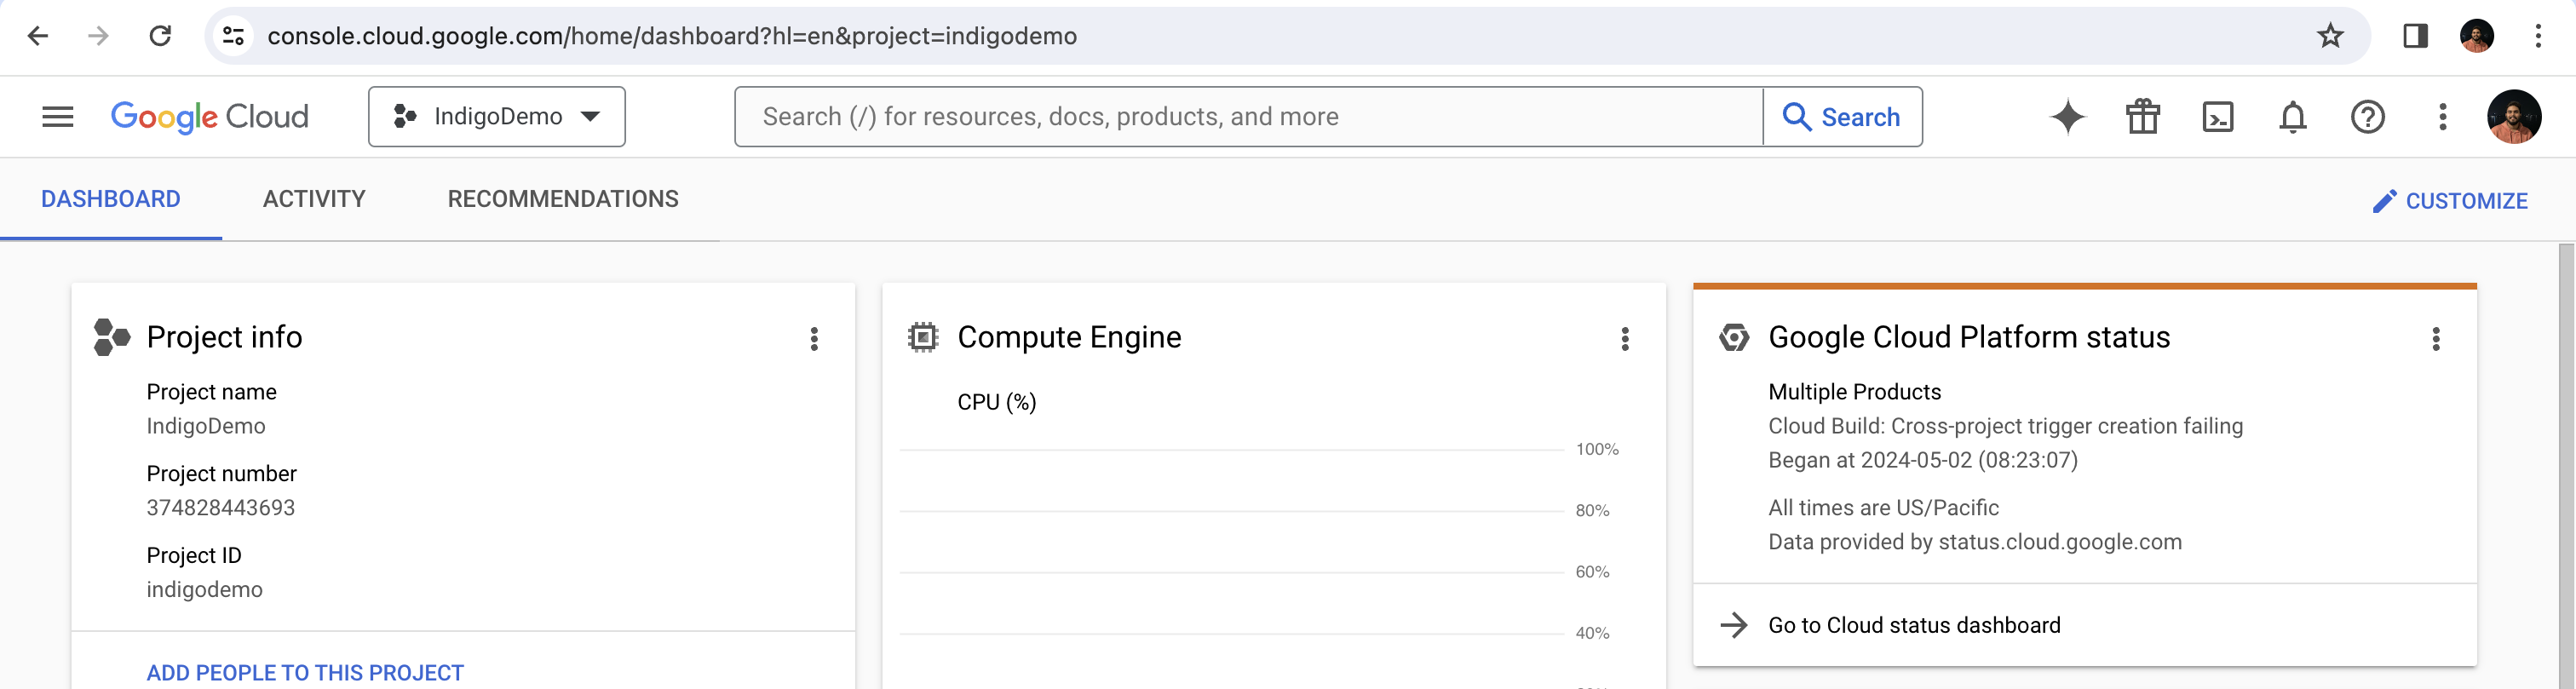 console.cloud.google.com/home/dashboard?hl=en&project=indigodemo
Google Cloud
IndigoDemo
Search (/) for resources, docs, products, and more
Search
DASHBOARD
ACTIVITY
RECOMMENDATIONS
CUSTOMIZE
Project info
Project name
IndigoDemo
Project number
374828443693
Project ID
indigodemo
ADD PEOPLE TO THIS PROJECT
Compute Engine
CPU (%)
100%
80%
60%
40%
Google Cloud Platform status
Multiple Products
Cloud Build: Cross-project trigger creation failing
Began at 2024-05-02 (08:23:07)
All times are US/Pacific
Data provided by status.cloud.google.com
Go to Cloud status dashboard